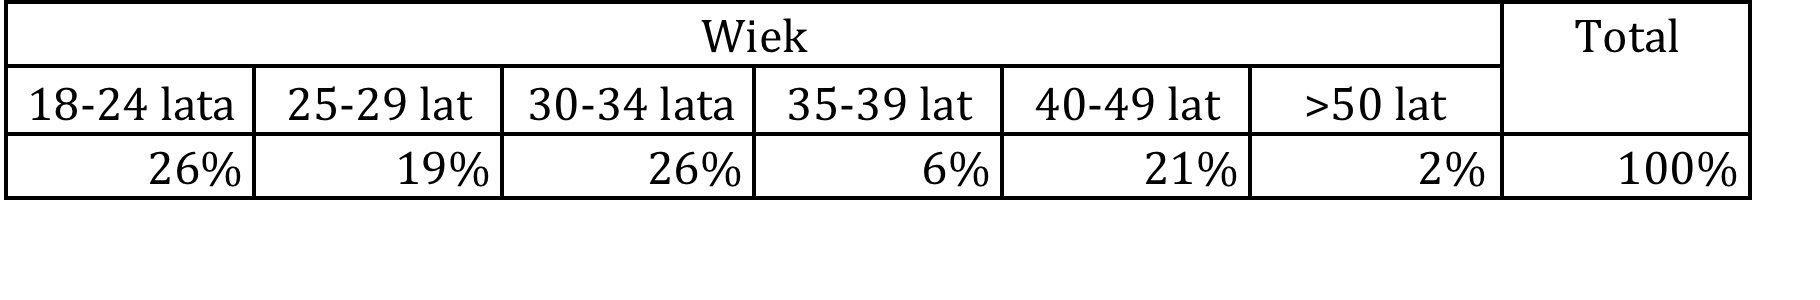 Wiek Total
18-24 lata 25-29 lat 30-34 lata 35-39 lat 40-49 lat >50 lat
26% 19% 26% 6% 21% 2% 100%